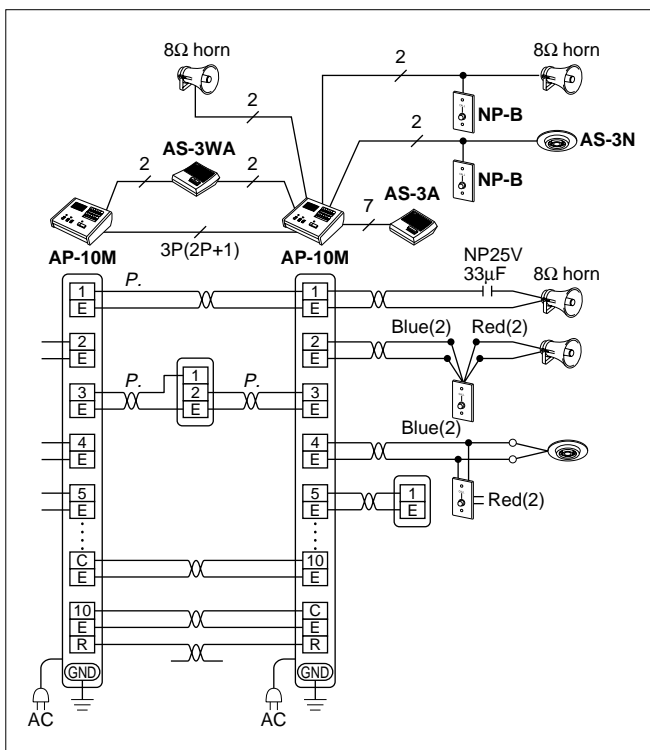 8Ω horn
8Ω horn
2
2
NP-B
AS-3WA
2
AS-3N
2
2
NP-B
7
AS-3A
3P(2P+1)
AP-10M
AP-10M
NP25V
33μF
8Ω horn
P.
1
E
1
E
Blue(2)
Red(2)
2
E
2
E
P.
P.
1
2
E
3
E
3
E
Blue(2)
4
E
4
E
Red(2)
5
E
5
E
1
E
C
E
10
E
10
E
R
C
E
R
GND
GND
AC
AC